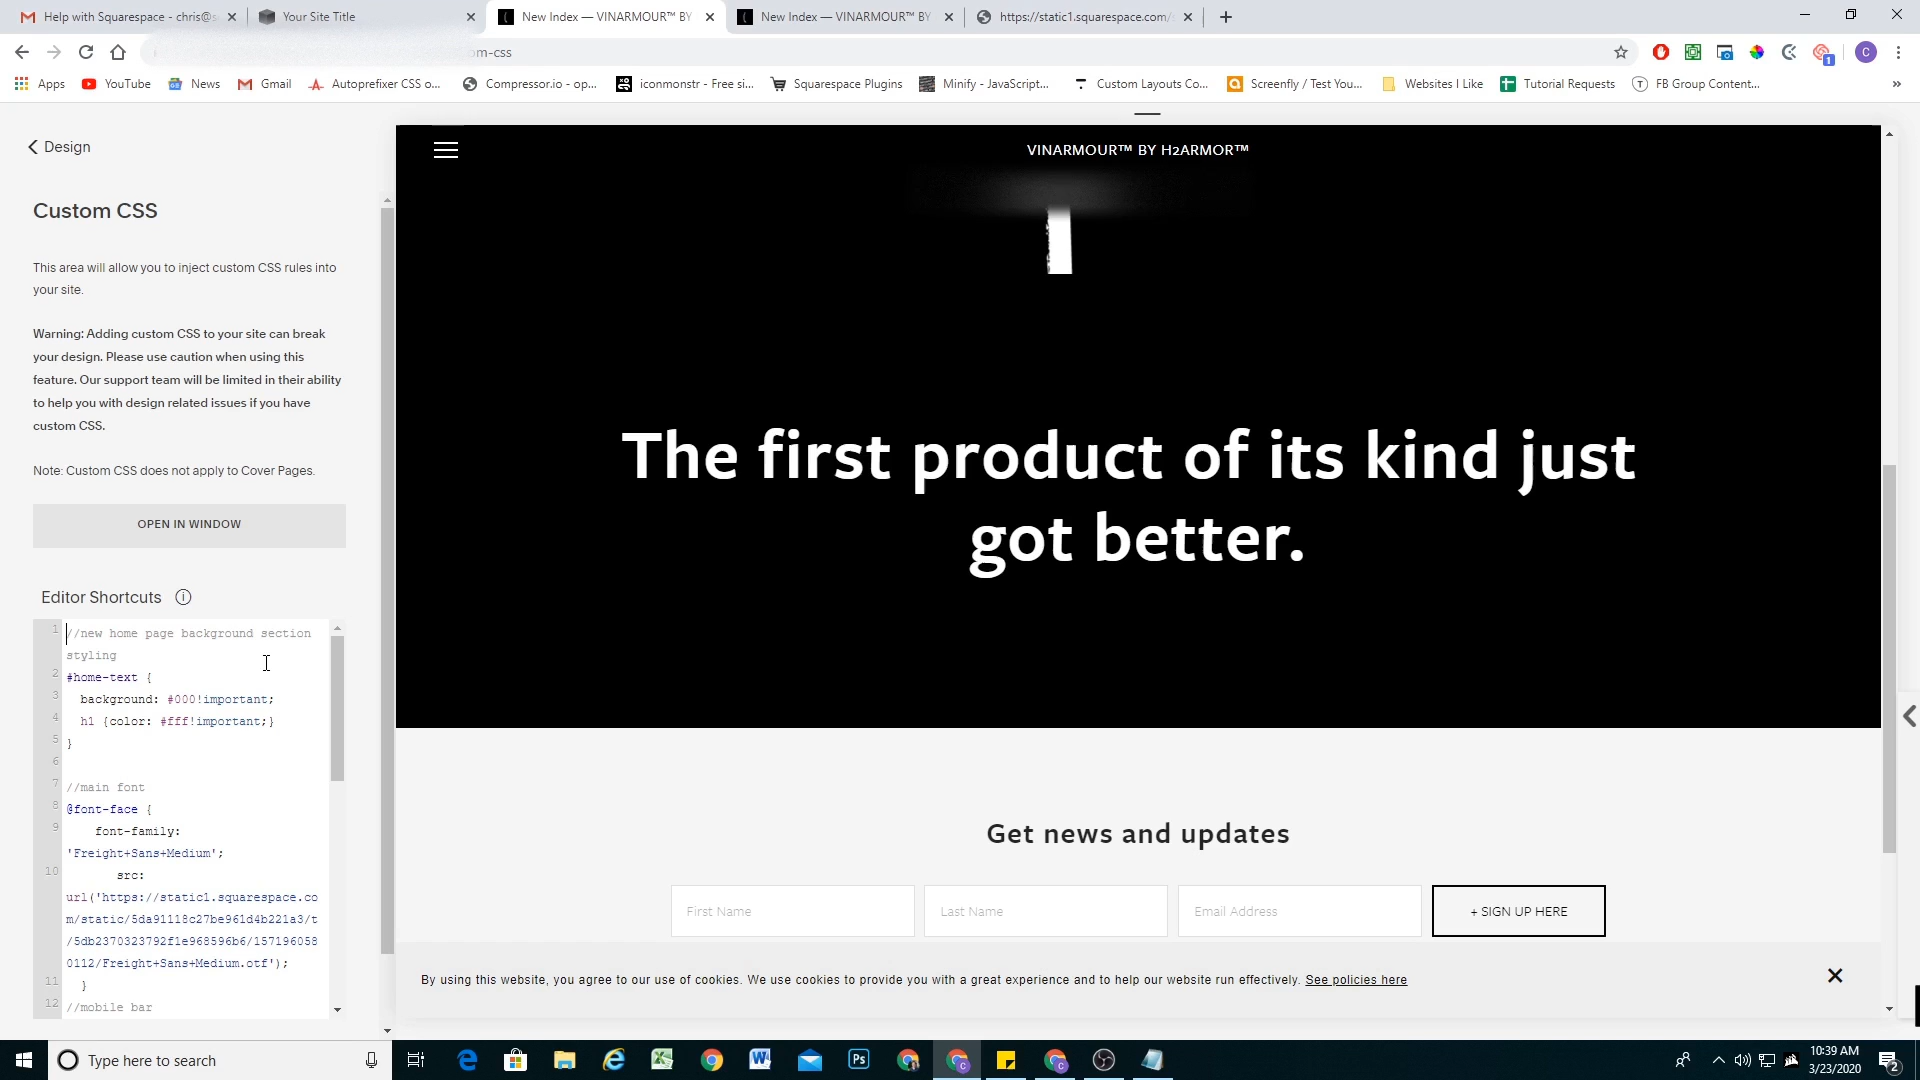 Help with Squarespace - chris@s
Your Site Title
New Index — VINARMOUR™ BY
New Index — VINARMOUR™ BY
https://static1.squarespace.com/
m-css
C
1
Apps
YouTube
News
Gmail
Autoprefixer CSS o...
Compressor.io - op...
iconmonstr - Free si...
Squarespace Plugins
Minify - JavaScript...
Custom Layouts Co...
Screenfly / Test You...
Websites I Like
Tutorial Requests
FB Group Content...
»
Design
Custom CSS
This area will allow you to inject custom CSS rules into
your site.
Warning: Adding custom CSS to your site can break
your design. Please use caution when using this
feature. Our support team will be limited in their ability
to help you with design related issues if you have
custom CSS.
Note: Custom CSS does not apply to Cover Pages.
OPEN IN WINDOW
Editor Shortcuts
1 //new home page background section
styling
2 #home-text {
3 background: #000!important;
4 h1 {color: #fff!important;}
5 }
6
7 //main font
8 @font-face {
9 font-family:
'Freight+Sans+Medium';
10 src:
url('https://static1.squarespace.co
m/static/5da91118c27be961d4b221a3/t
/5db2370323792f1e968596b6/157196058
0112/Freight+Sans+Medium.otf');
11 }
12 //mobile bar
VINARMOUR™ BY H2ARMOR™
The first product of its kind just
got better.
Get news and updates
First Name
Last Name
Email Address
+ SIGN UP HERE
By using this website, you agree to our use of cookies. We use cookies to provide you with a great experience and to help our website run effectively. See policies here
Type here to search
Ps
10:39 AM
3/23/2020
2